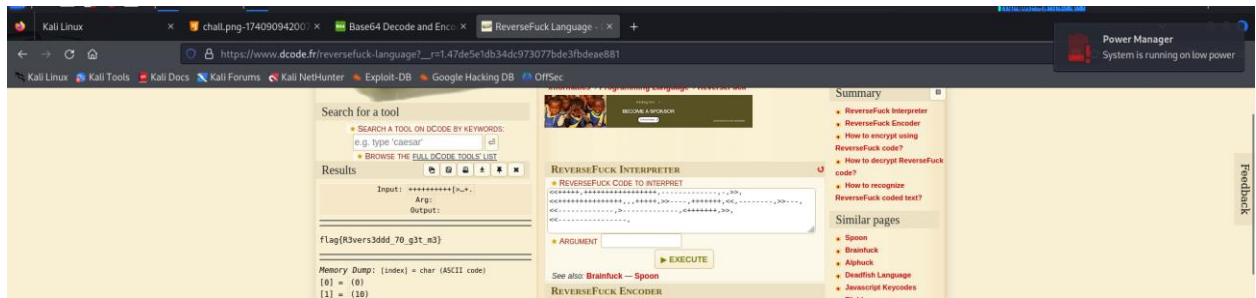 Kali Linux
chall.png-17409094200
Base64 Decode and Enco
ReverseFuck Language -
Power Manager
System is running on low power
https://www.dcode.fr/reversefuck-language?__r=1.47de5e1db34dc973077bde3fbdeae881
Kali Linux Kali Tools Kali Docs Kali Forums Kali NetHunter Exploit-DB Google Hacking DB OffSec
Search for a tool
SEARCH A TOOL ON DCODE BY KEYWORDS:
e.g. type 'caesar'
BROWSE THE FULL DCODE TOOLS' LIST
Results
Input: ++++++++++{>…+.
Arg:
Output:
flag{R3vers3ddd_70_g3t_m3}
Memory Dump: [index] = char (ASCII code)
[0] = (0)
[1] = (10)
BECOME A SPONSOR
REVERSEFUCK INTERPRETER
REVERSEFUCK CODE TO INTERPRET
ARGUMENT
EXECUTE
See also: Brainfuck — Spoon
REVERSEFUCK ENCODER
Summary
ReverseFuck Interpreter
ReverseFuck Encoder
How to encrypt using
ReverseFuck code?
How to decrypt ReverseFuck
code?
How to recognize
ReverseFuck coded text?
Similar pages
Spoon
Brainfuck
Alphuck
Deadfish Language
Javascript Keycodes
Feedback